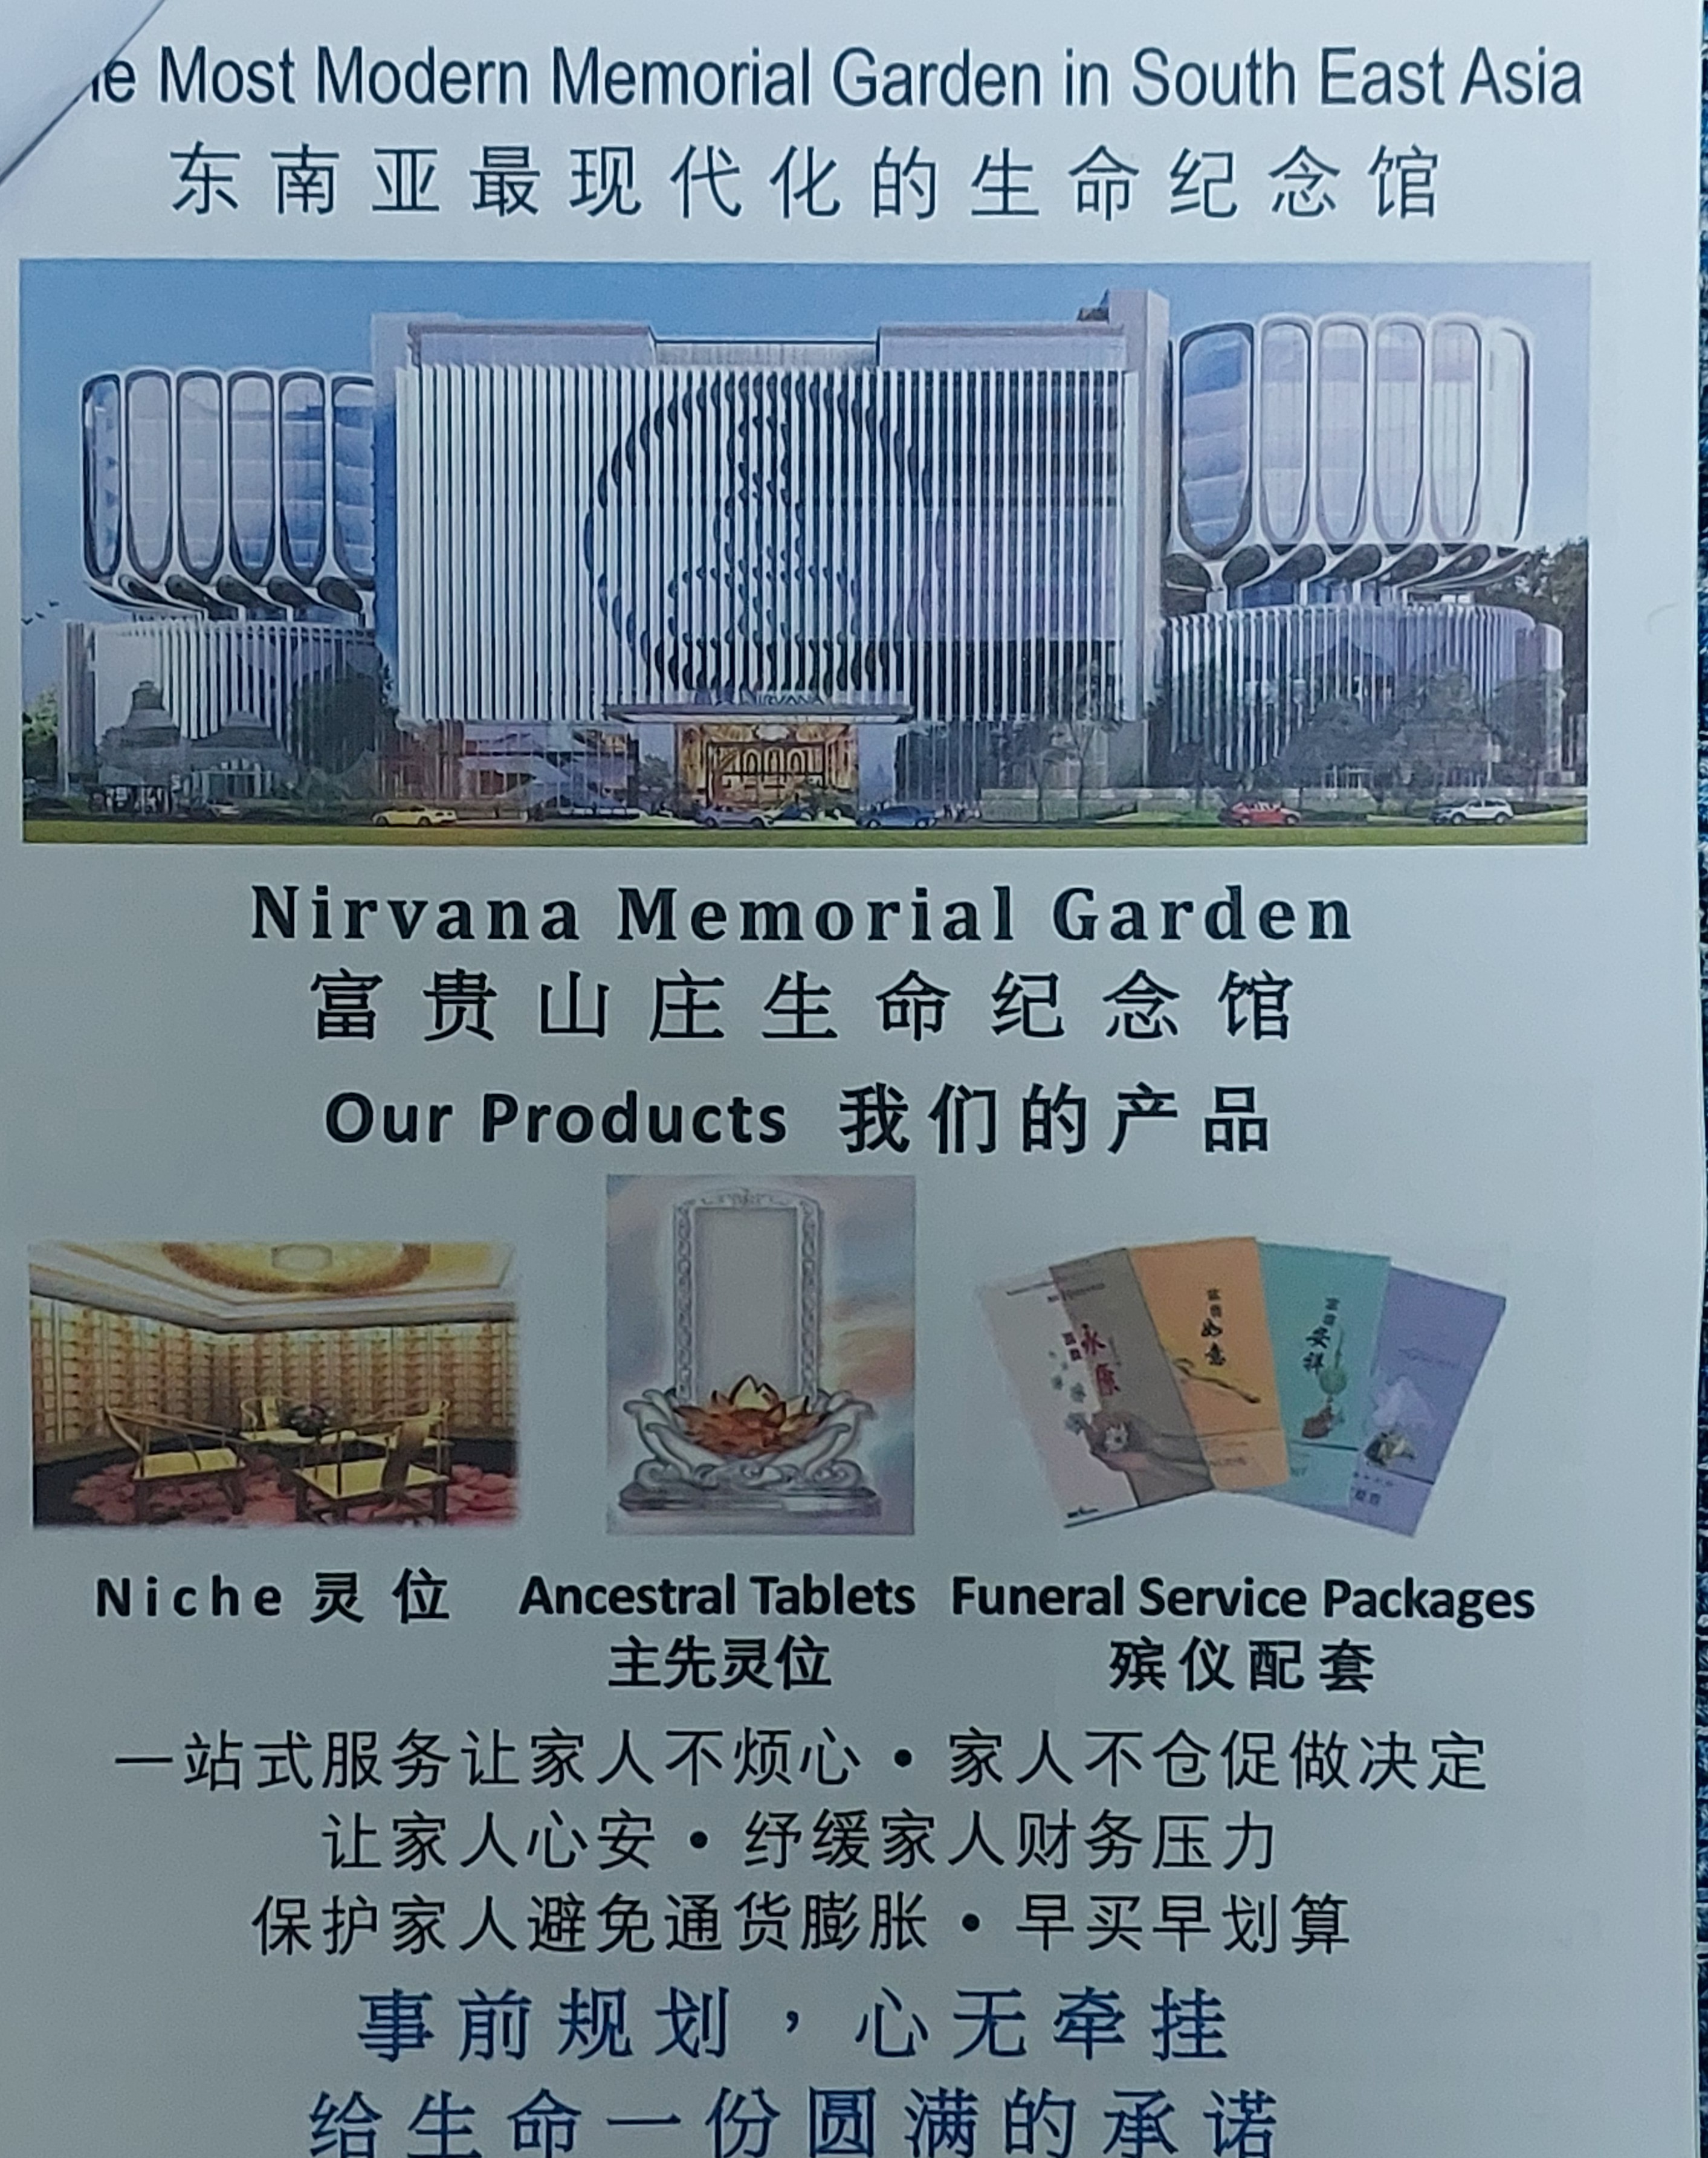 e Most Modern Memorial Garden in South East Asia
东南亚最现代化的生命纪念馆
NIRVANA
Nirvana Memorial Garden
富贵山庄生命纪念馆
Our Products 我们的产品
如意
安祥
Niche 灵位
Ancestral Tablets
主先灵位
Funeral Service Packages
殡仪配套
一站式服务让家人不烦心•家人不仓促做决定
让家人心安•纾缓家人财务压力
保护家人避免通货膨胀•早买早划算
事前规划，心无牵挂
给生命一份圆满的承诺